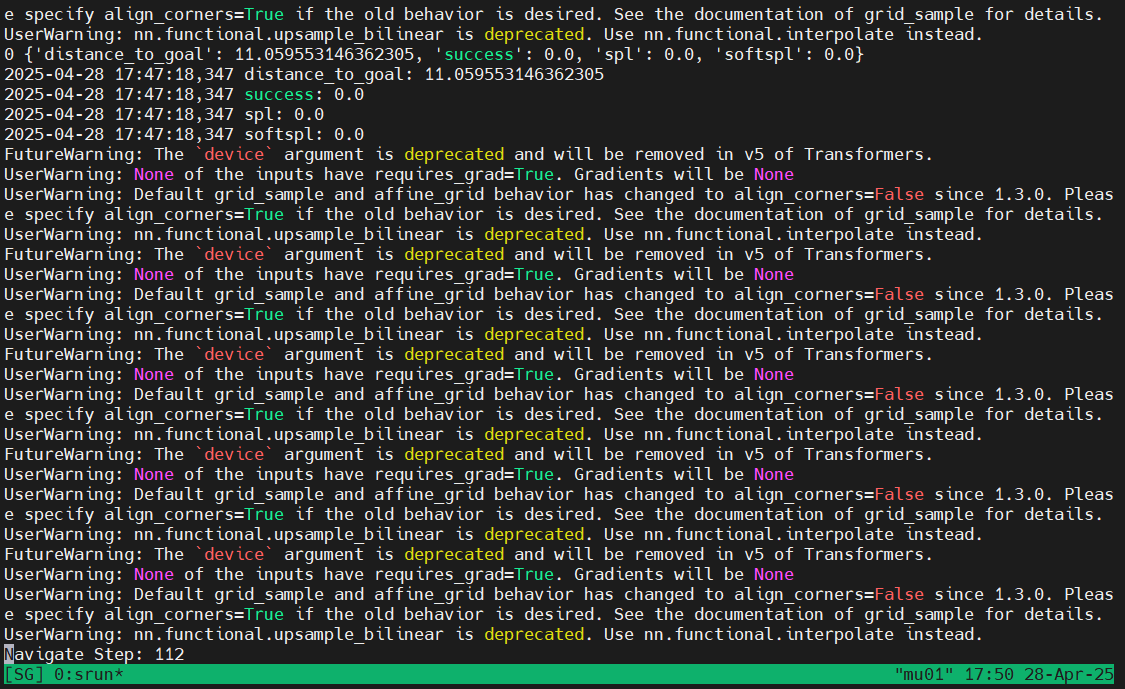 e specify align_corners=True if the old behavior is desired. See the documentation of grid_sample for details.
UserWarning: nn.functional.upsample_bilinear is deprecated. Use nn.functional.interpolate instead.
0 {'distance_to_goal': 11.059553146362305, 'success': 0.0, 'spl': 0.0, 'softspl': 0.0}
2025-04-28 17:47:18,347 distance_to_goal: 11.059553146362305
2025-04-28 17:47:18,347 success: 0.0
2025-04-28 17:47:18,347 spl: 0.0
2025-04-28 17:47:18,347 softspl: 0.0
FutureWarning: The `device` argument is deprecated and will be removed in v5 of Transformers.
UserWarning: None of the inputs have requires_grad=True. Gradients will be None
UserWarning: Default grid_sample and affine_grid behavior has changed to align_corners=False since 1.3.0. Pleas
e specify align_corners=True if the old behavior is desired. See the documentation of grid_sample for details.
UserWarning: nn.functional.upsample_bilinear is deprecated. Use nn.functional.interpolate instead.
FutureWarning: The `device` argument is deprecated and will be removed in v5 of Transformers.
UserWarning: None of the inputs have requires_grad=True. Gradients will be None
UserWarning: Default grid_sample and affine_grid behavior has changed to align_corners=False since 1.3.0. Pleas
e specify align_corners=True if the old behavior is desired. See the documentation of grid_sample for details.
UserWarning: nn.functional.upsample_bilinear is deprecated. Use nn.functional.interpolate instead.
FutureWarning: The `device` argument is deprecated and will be removed in v5 of Transformers.
UserWarning: None of the inputs have requires_grad=True. Gradients will be None
UserWarning: Default grid_sample and affine_grid behavior has changed to align_corners=False since 1.3.0. Pleas
e specify align_corners=True if the old behavior is desired. See the documentation of grid_sample for details.
UserWarning: nn.functional.upsample_bilinear is deprecated. Use nn.functional.interpolate instead.
FutureWarning: The `device` argument is deprecated and will be removed in v5 of Transformers.
UserWarning: None of the inputs have requires_grad=True. Gradients will be None
UserWarning: Default grid_sample and affine_grid behavior has changed to align_corners=False since 1.3.0. Pleas
e specify align_corners=True if the old behavior is desired. See the documentation of grid_sample for details.
UserWarning: nn.functional.upsample_bilinear is deprecated. Use nn.functional.interpolate instead.
FutureWarning: The `device` argument is deprecated and will be removed in v5 of Transformers.
UserWarning: None of the inputs have requires_grad=True. Gradients will be None
UserWarning: Default grid_sample and affine_grid behavior has changed to align_corners=False since 1.3.0. Pleas
e specify align_corners=True if the old behavior is desired. See the documentation of grid_sample for details.
UserWarning: nn.functional.upsample_bilinear is deprecated. Use nn.functional.interpolate instead.
Navigate Step: 112
[SG] 0:srun* "mu01" 17:50 28-Apr-25